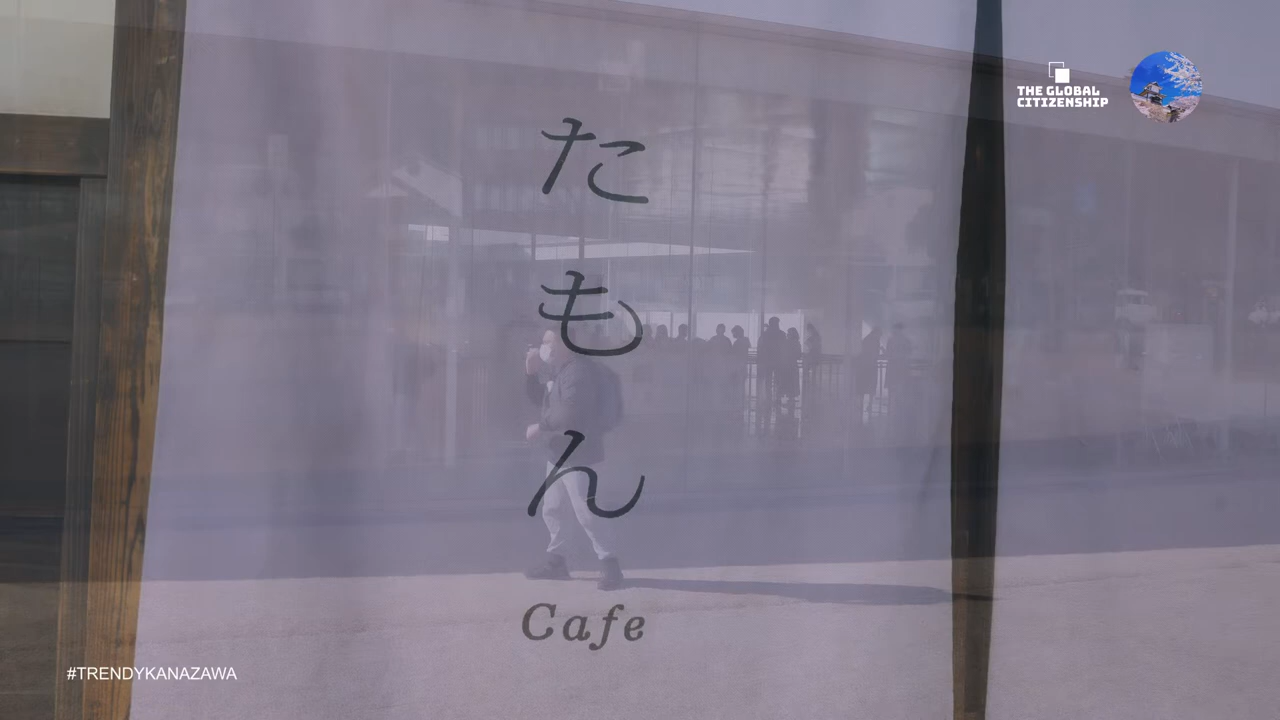 THE GLOBAL
CITIZENSHIP
たもん
Cafe
#TRENDYKANAZAWA